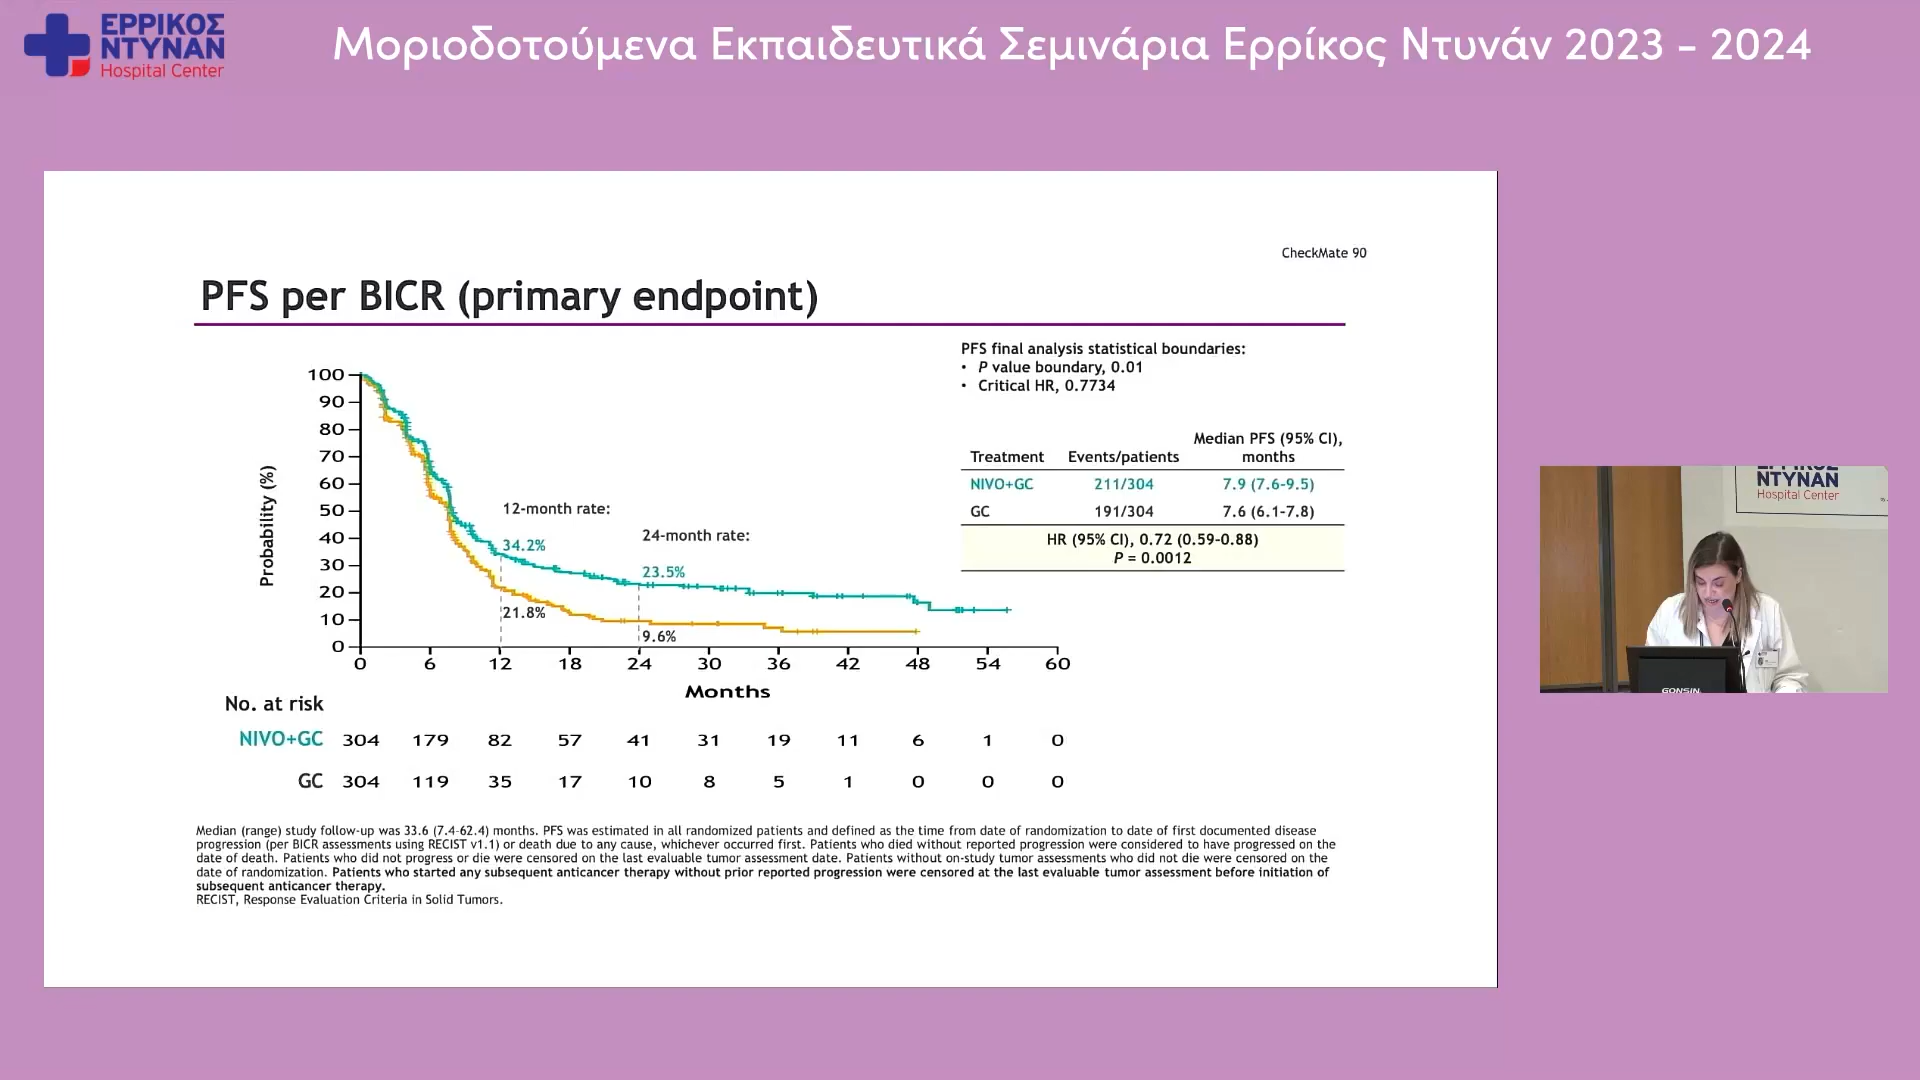 ΕΡΡΙΚΟΣ
ΝΤΥΝΑΝ
Hospital Center
Μοριοδοτούμενα Εκπαιδευτικά Σεμινάρια Ερρίκος Ντυνάν 2023 – 2024
CheckMate 90
PFS per BICR (primary endpoint)
PFS final analysis statistical boundaries:
• P value boundary, 0.01
• Critical HR, 0.7734
Treatment Events/patients Median PFS (95% CI), months
NIVO+GC 211/304 7.9 (7.6–9.5)
GC 191/304 7.6 (6.1–7.8)
HR (95% CI), 0.72 (0.59–0.88)
P = 0.0012
Probability (%)
100
90
80
70
60
50
40
30
20
10
0
12-month rate:
34.2%
21.8%
24-month rate:
23.5%
9.6%
0 6 12 18 24 30 36 42 48 54 60
Months
No. at risk
NIVO+GC 304 179 82 57 41 31 19 11 6 1 0
GC 304 119 35 17 10 8 5 1 0 0 0
Median (range) study follow-up was 33.6 (7.4–62.4) months. PFS was estimated in all randomized patients and defined as the time from date of randomization to date of first documented disease
progression (per BICR assessments using RECIST v1.1) or death due to any cause, whichever occurred first. Patients who died without reported progression were considered to have progressed on the
date of death. Patients who did not progress or die were censored on the last evaluable tumor assessment date. Patients without on-study tumor assessments who did not die were censored on the
date of randomization. Patients who started any subsequent anticancer therapy without prior reported progression were censored at the last evaluable tumor assessment before initiation of
subsequent anticancer therapy.
RECIST, Response Evaluation Criteria in Solid Tumors.
ΕΡΡΙΚΟΣ
ΝΤΥΝΑΝ
Hospital Center
GONSIN